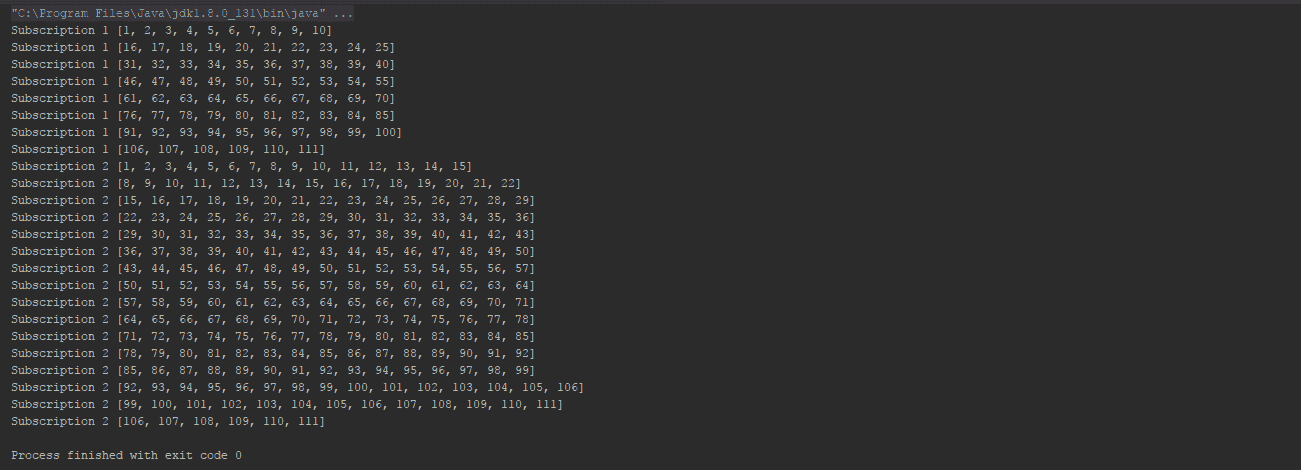 "C:\Program Files\Java\jdk1.8.0_131\bin\java" ...
Subscription 1 [1, 2, 3, 4, 5, 6, 7, 8, 9, 10]
Subscription 1 [16, 17, 18, 19, 20, 21, 22, 23, 24, 25]
Subscription 1 [31, 32, 33, 34, 35, 36, 37, 38, 39, 40]
Subscription 1 [46, 47, 48, 49, 50, 51, 52, 53, 54, 55]
Subscription 1 [61, 62, 63, 64, 65, 66, 67, 68, 69, 70]
Subscription 1 [76, 77, 78, 79, 80, 81, 82, 83, 84, 85]
Subscription 1 [91, 92, 93, 94, 95, 96, 97, 98, 99, 100]
Subscription 1 [106, 107, 108, 109, 110, 111]
Subscription 2 [1, 2, 3, 4, 5, 6, 7, 8, 9, 10, 11, 12, 13, 14, 15]
Subscription 2 [8, 9, 10, 11, 12, 13, 14, 15, 16, 17, 18, 19, 20, 21, 22]
Subscription 2 [15, 16, 17, 18, 19, 20, 21, 22, 23, 24, 25, 26, 27, 28, 29]
Subscription 2 [22, 23, 24, 25, 26, 27, 28, 29, 30, 31, 32, 33, 34, 35, 36]
Subscription 2 [29, 30, 31, 32, 33, 34, 35, 36, 37, 38, 39, 40, 41, 42, 43]
Subscription 2 [36, 37, 38, 39, 40, 41, 42, 43, 44, 45, 46, 47, 48, 49, 50]
Subscription 2 [43, 44, 45, 46, 47, 48, 49, 50, 51, 52, 53, 54, 55, 56, 57]
Subscription 2 [50, 51, 52, 53, 54, 55, 56, 57, 58, 59, 60, 61, 62, 63, 64]
Subscription 2 [57, 58, 59, 60, 61, 62, 63, 64, 65, 66, 67, 68, 69, 70, 71]
Subscription 2 [64, 65, 66, 67, 68, 69, 70, 71, 72, 73, 74, 75, 76, 77, 78]
Subscription 2 [71, 72, 73, 74, 75, 76, 77, 78, 79, 80, 81, 82, 83, 84, 85]
Subscription 2 [78, 79, 80, 81, 82, 83, 84, 85, 86, 87, 88, 89, 90, 91, 92]
Subscription 2 [85, 86, 87, 88, 89, 90, 91, 92, 93, 94, 95, 96, 97, 98, 99]
Subscription 2 [92, 93, 94, 95, 96, 97, 98, 99, 100, 101, 102, 103, 104, 105, 106]
Subscription 2 [99, 100, 101, 102, 103, 104, 105, 106, 107, 108, 109, 110, 111]
Subscription 2 [106, 107, 108, 109, 110, 111]
Process finished with exit code 0